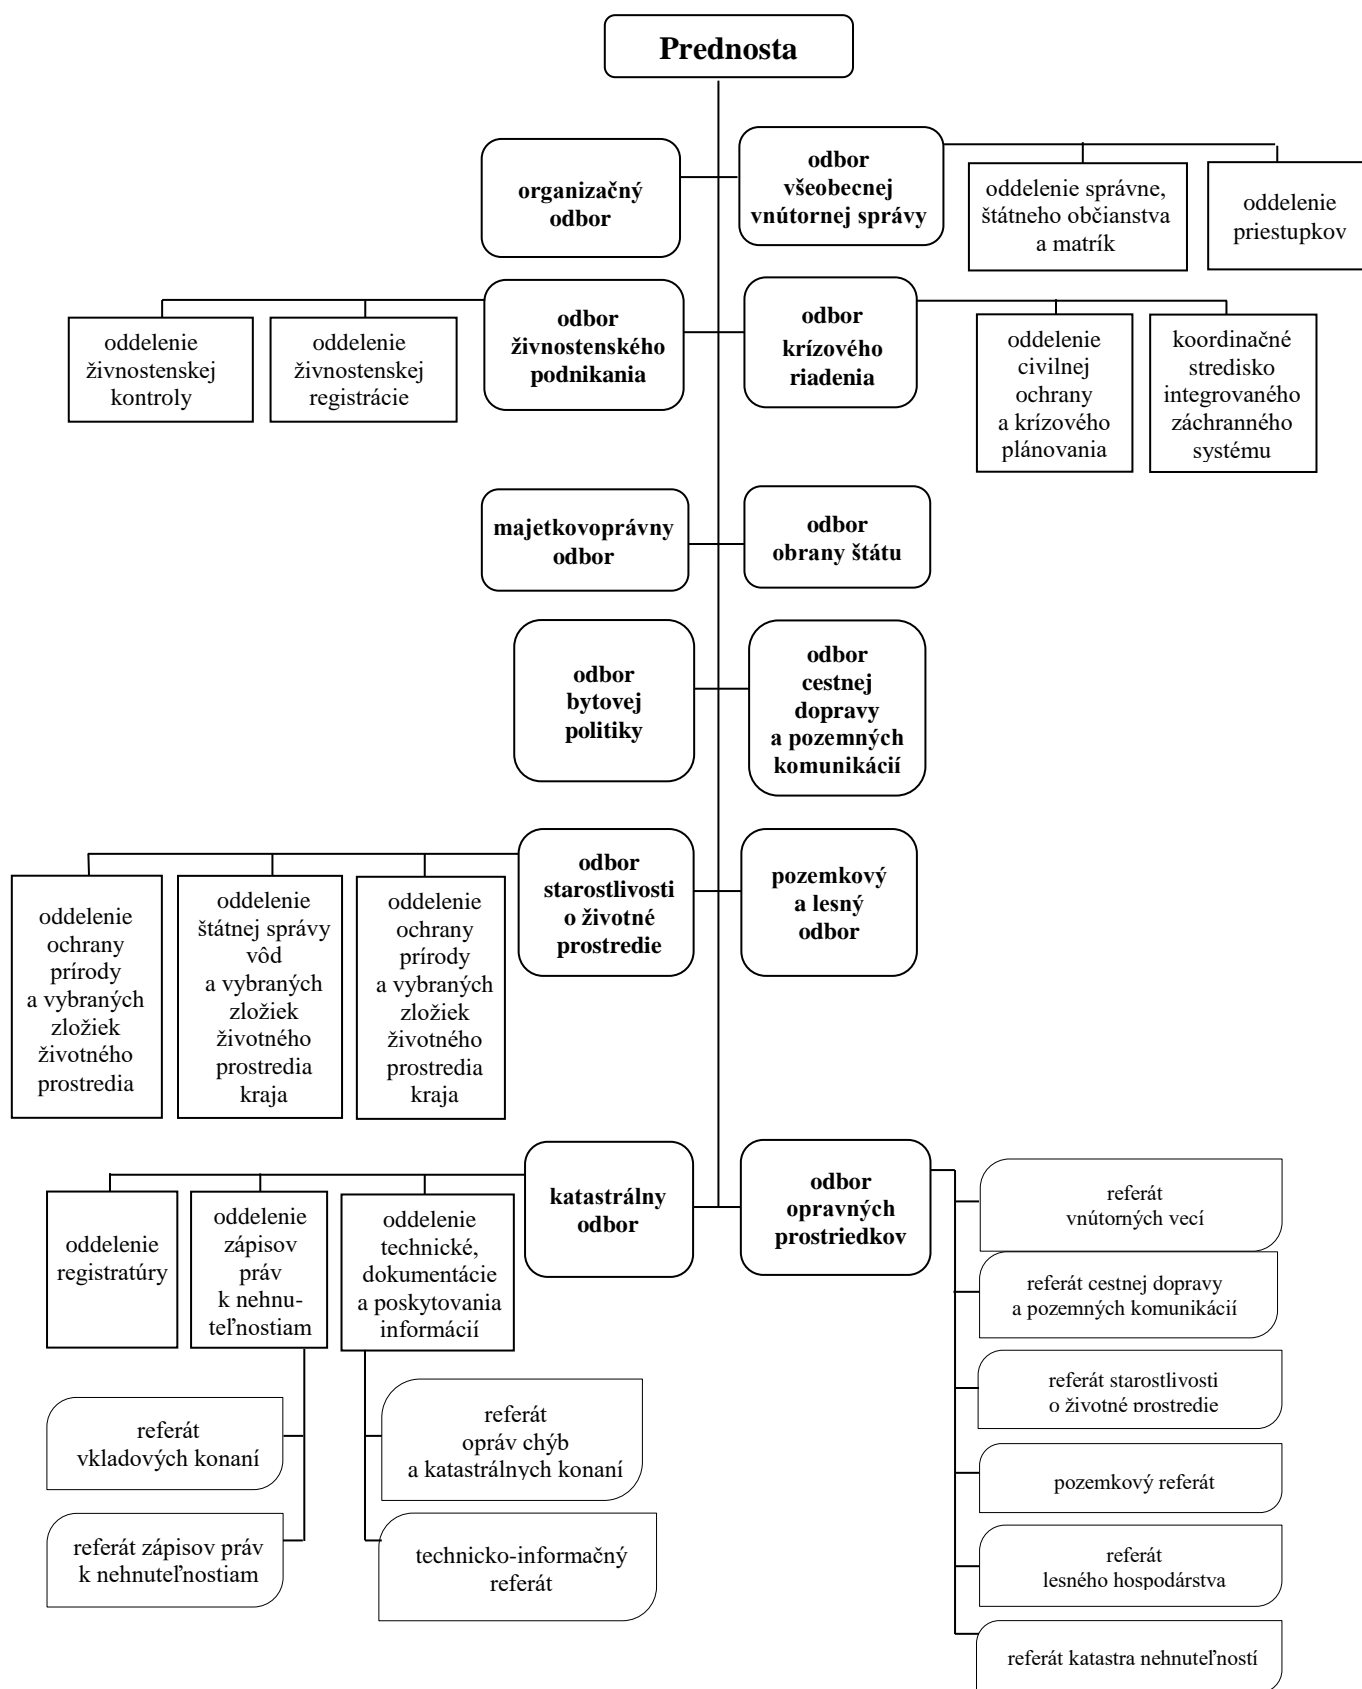 Prednosta
organizačný
odbor
odbor
všeobecnej
vnútornej správy
oddelenie správne,
štátneho občianstva
a matrík
oddelenie
priestupkov
oddelenie
živnostenskej
kontroly
oddelenie
živnostenskej
registrácie
odbor
živnostenského
podnikania
odbor
krízového
riadenia
oddelenie
civilnej
ochrany
a krízového
plánovania
koordinačné
stredisko
integrovaného
záchranného
systému
majetkovoprávny
odbor
odbor
obrany štátu
odbor
bytovej
politiky
odbor
cestnej
dopravy
a pozemných
komunikácií
oddelenie
ochrany
prírody
a vybraných
zložiek
životného
prostredia
oddelenie
štátnej správy
vôd
a vybraných
zložiek
životného
prostredia
kraja
oddelenie
ochrany
prírody
a vybraných
zložiek
životného
prostredia
kraja
odbor
starostlivosti
o životné
prostredie
pozemkový
a lesný
odbor
oddelenie
registratúry
oddelenie
zápisov
práv
k nehnu-
teľnostiam
oddelenie
technické,
dokumentácie
a poskytovania
informácií
katastrálny
odbor
odbor
opravných
prostriedkov
referát
vnútorných vecí
referát cestnej dopravy
a pozemných komunikácií
referát starostlivosti
o životné prostredie
pozemkový referát
referát
lesného hospodárstva
referát katastra nehnuteľností
referát
vkladových konaní
referát zápisov práv
k nehnuteľnostiam
referát
opráv chýb
a katastrálnych konaní
technicko-informačný
referát